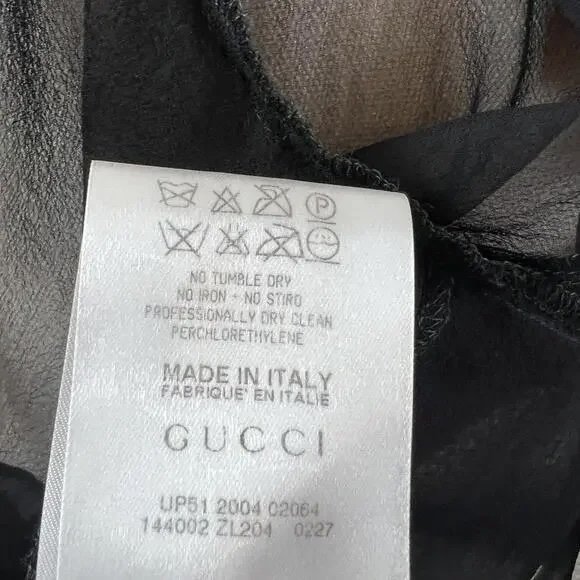 P
NO TUMBLE DRY
NO IRON - NO STIRO
PROFESSIONALLY DRY CLEAN
PERCHLORETHYLENE
MADE IN ITALY
FABRIQUE' EN ITALIE
GUCCI
UP51 2004 02064
144002 ZL204 0227